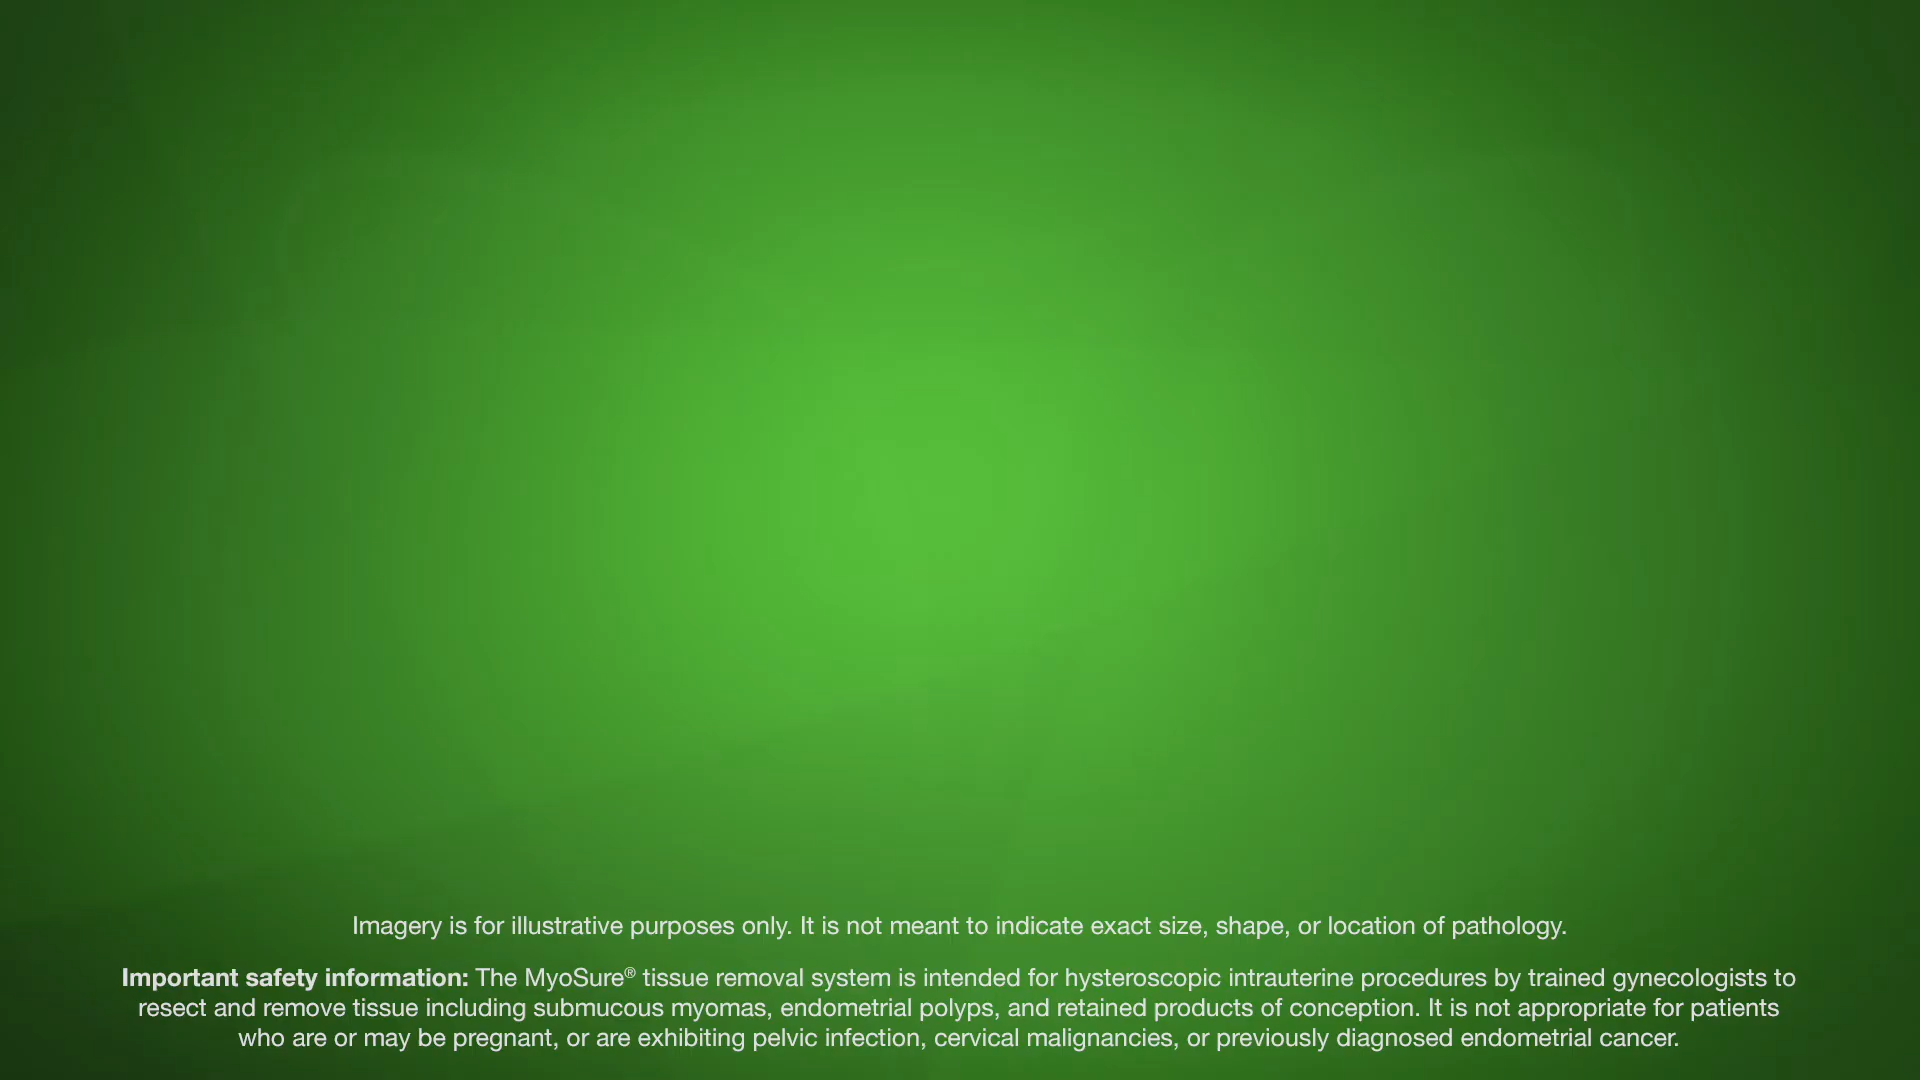 Imagery is for illustrative purposes only. It is not meant to indicate exact size, shape, or location of pathology.
Important safety information: The MyoSure® tissue removal system is intended for hysteroscopic intrauterine procedures by trained gynecologists to
resect and remove tissue including submucous myomas, endometrial polyps, and retained products of conception. It is not appropriate for patients
who are or may be pregnant, or are exhibiting pelvic infection, cervical malignancies, or previously diagnosed endometrial cancer.